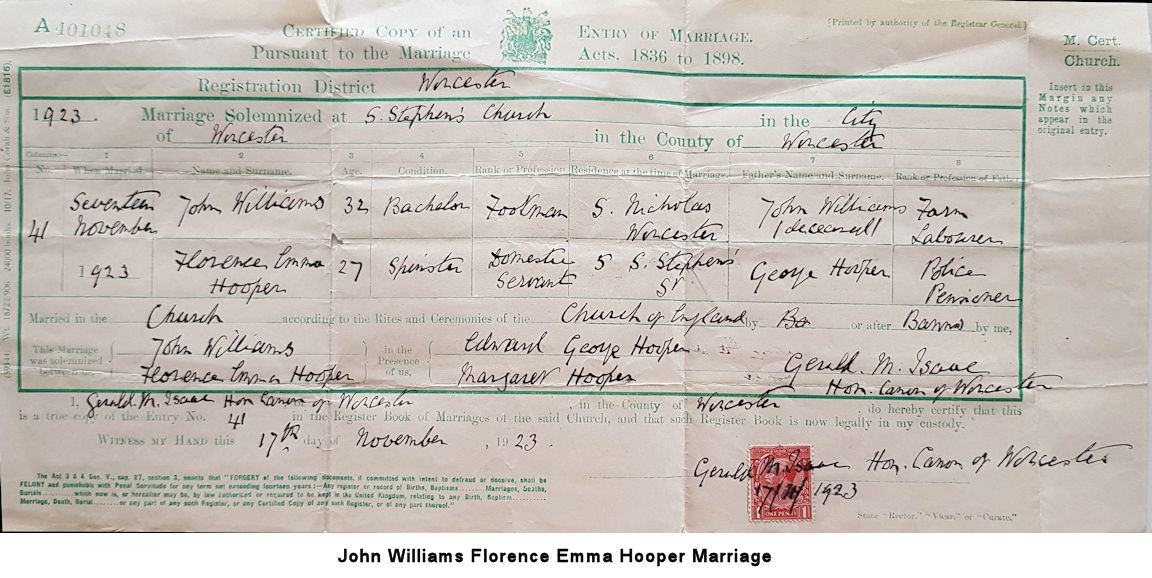 A 401048
CERTIFIED COPY of an ENTRY OF MARRIAGE.
Pursuant to the Marriage Acts, 1836 to 1898.
[Printed by authority of the Registrar General.]
M. Cert.
Church.
Insert in this
Margin any
Notes which
appear in the
original entry.
Registration District Worcester
1923. Marriage Solemnized at S. Stephen's Church in the City
of Worcester in the County of Worcester
Columns:— 1 2 3 4 5 6 7 8
No. When Married. Name and Surname. Age. Condition. Rank or Profession. Residence at the time of Marriage. Father's Name and Surname. Rank or Profession of Father.
41 Seventeen November 1923
John Williams 32 Bachelor Footman S. Nicholas Worcester John Williams (deceased) Farm Labourer
Florence Emma Hooper 27 Spinster Domestic Servant 5 S. Stephens' St George Hooper Police Pensioner
Married in the Church according to the Rites and Ceremonies of the Church of England by Ba or after Banns by me,
This Marriage was solemnized between us, John Williams Florence Emma Hooper in the Presence of us, Edward George Hooper Margaret Hooper Gerald. M. Isaac Hon. Canon of Worcester
I, Gerald. M. Isaac Hon Canon of Worcester, in the County of Worcester, do hereby certify that this
is a true copy of the Entry No. 41 in the Register Book of Marriages of the said Church, and that such Register Book is now legally in my custody.
WITNESS MY HAND this 17th day of November, 1923.
Gerald M. Isaac Hon. Canon of Worcester
17/11/1923
ONE PENNY
State "Rector," "Vicar," or "Curate."
The Act 3 & 4 Geo. V., cap. 27, section 3, enacts that "FORGERY of the following documents, if committed with intent to defraud or deceive, shall be
FELONY and punishable with Penal Servitude for any term not exceeding fourteen years:—Any register or record of Births, Baptisms.........Marriages, Deaths,
Burials.........which now is, or hereafter may be, by law authorised or required to be kept in the United Kingdom, relating to any Birth, Baptism.........
Marriage, Death, Burial.........or any part of any such Register, or any Certified Copy of any such Register, or of any part thereof."
John Williams Florence Emma Hooper Marriage